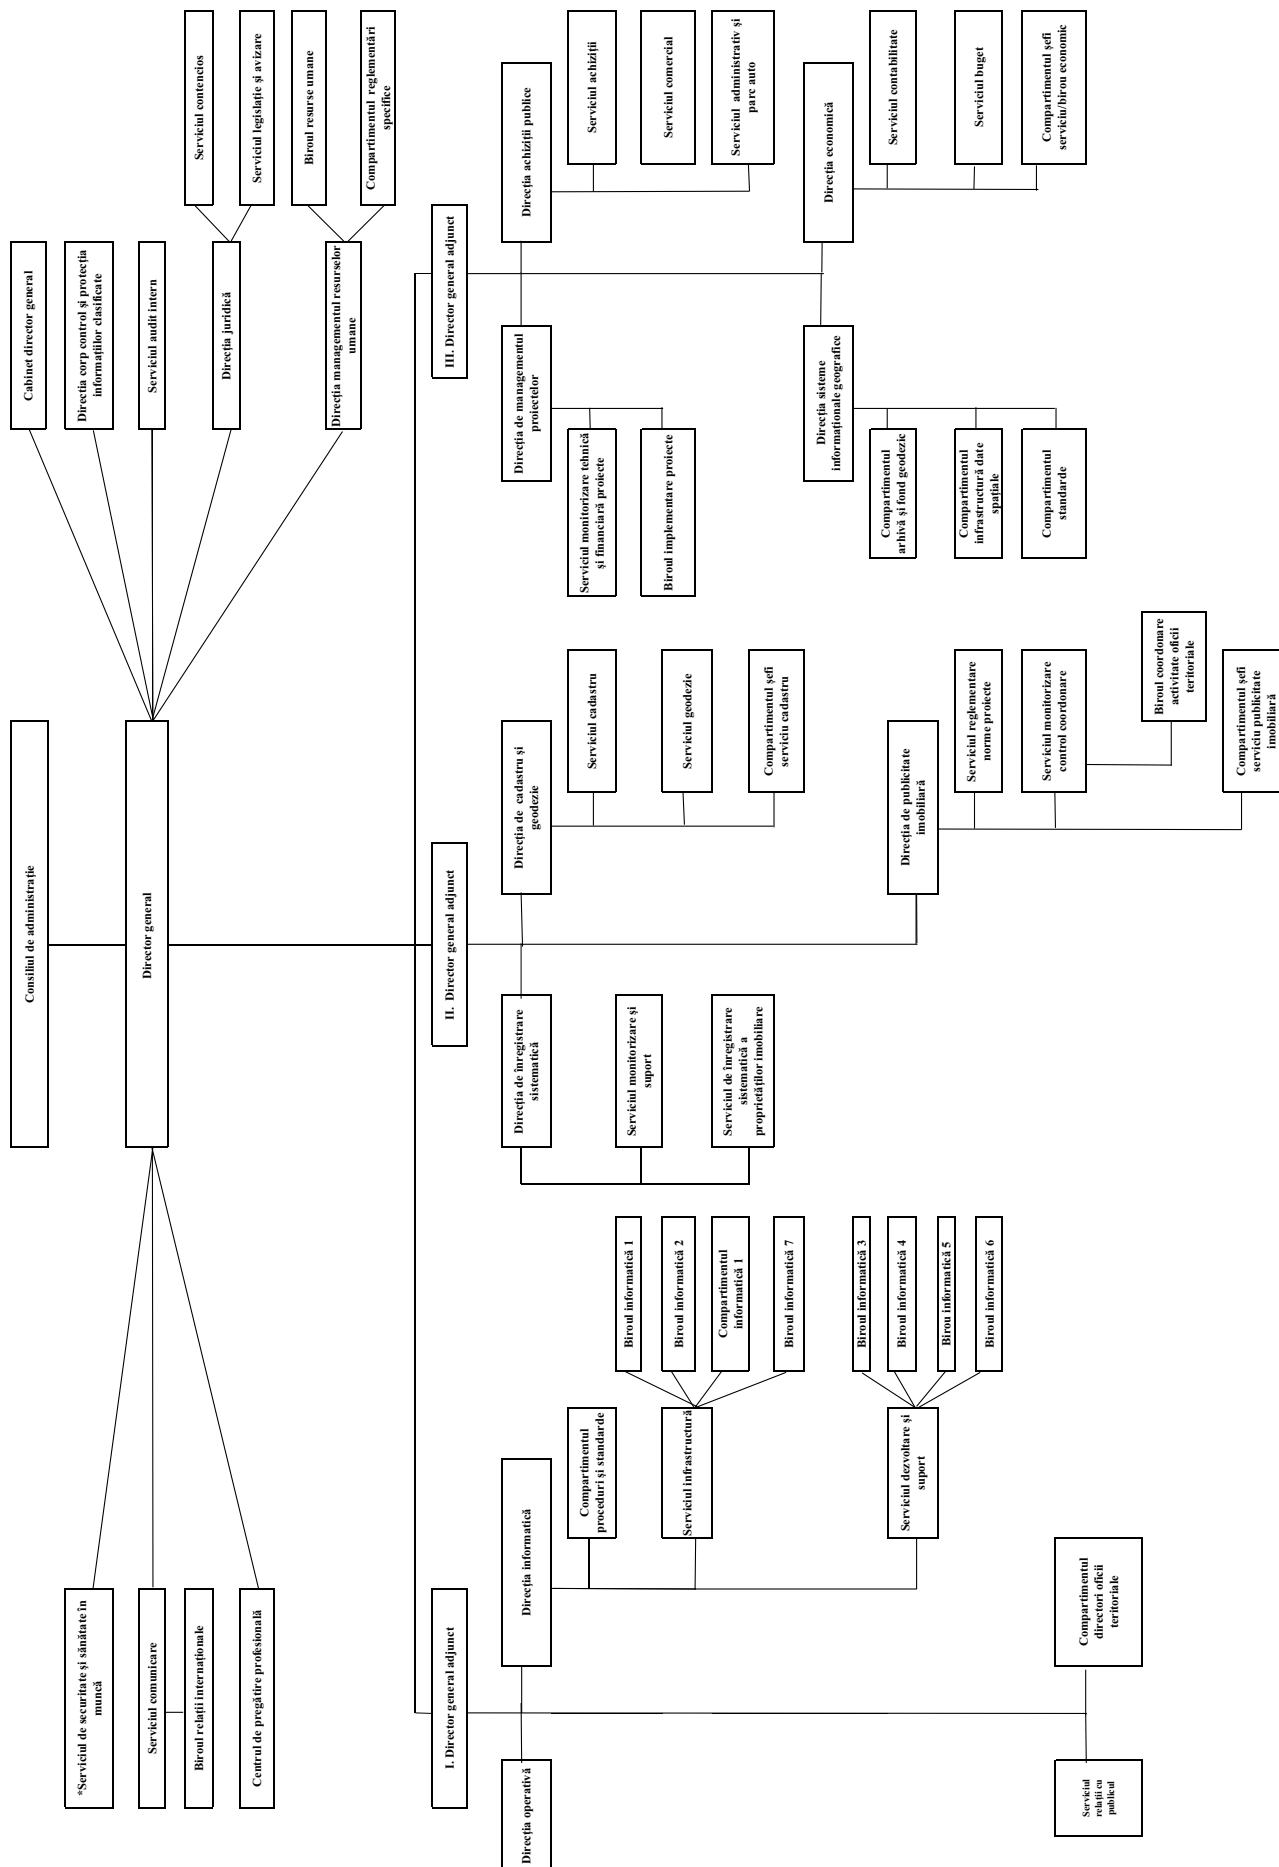 Consiliul de administrație
Director general
Cabinet director general
Directia corp control și protecția
informațiilor clasificate
Serviciul audit intern
Direcția juridică
Serviciul contencios
Serviciul legislație și avizare
Direcția managementul resurselor
umane
Biroul resurse umane
Compartimentul reglementări
specifice
*Serviciul de securitate și sănătate în
muncă
Serviciul comunicare
Biroul relații internaționale
Centrul de pregătire profesională
I. Director general adjunct
Direcția operativă
Direcția informatică
Compartimentul
proceduri și standarde
Serviciul infrastructură
Biroul informatică 1
Biroul informatică 2
Compartimentul
informatică 1
Biroul informatică 7
Serviciul dezvoltare și
suport
Biroul informatică 3
Biroul informatică 4
Birou informatică 5
Biroul informatică 6
Serviciul
relații cu
publicul
Compartimentul
directori oficii
teritoriale
II. Director general adjunct
Direcția de înregistrare
sistematică
Serviciul monitorizare și
suport
Serviciul de înregistrare
sistematică a
proprietăților imobiliare
Direcția de cadastru și
geodezie
Serviciul cadastru
Serviciul geodezie
Compartimentul șefi
serviciu cadastru
Direcția de publicitate
imobiliară
Serviciul reglementare
norme proiecte
Serviciul monitorizare
control coordonare
Biroul coordonare
activitate oficii
teritoriale
Compartimentul șefi
serviciu publicitate
imobiliară
III. Director general adjunct
Direcția de managementul
proiectelor
Serviciul monitorizare tehnică
și financiară proiecte
Biroul implementare proiecte
Direcția achiziții publice
Serviciul achiziții
Serviciul comercial
Serviciul administrativ și
parc auto
Direcția sisteme
informaționale geografice
Compartimentul
arhivă și fond geodezic
Compartimentul
infrastructură date
spațiale
Compartimentul
standarde
Direcția economică
Serviciul contabilitate
Serviciul buget
Compartimentul șefi
serviciu/birou economic